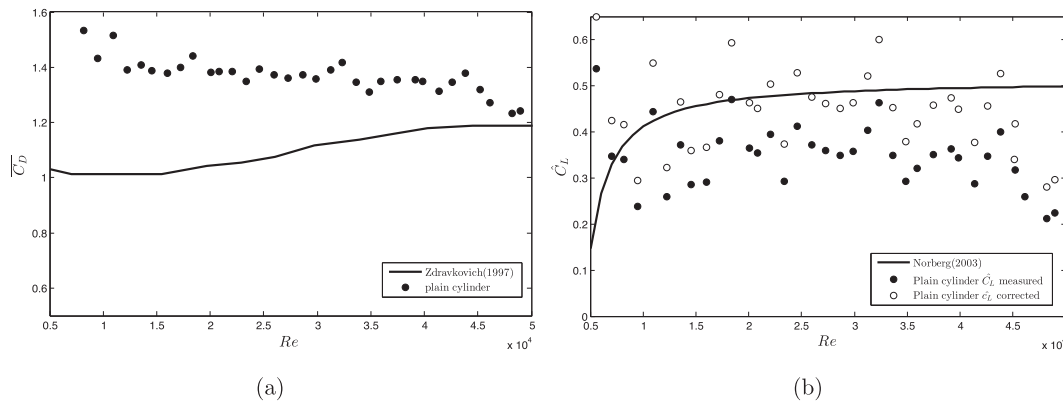 1.6
1.4
1.2
1
0.8
0.6
C_D
0.5
1
1.5
2
2.5
3
3.5
4
4.5
5
Re
x 10⁴
Zdravkovich(1997)
plain cylinder
(a)
0.6
0.5
0.4
0.3
0.2
0.1
0
Ĉ_L
0.5
1
1.5
2
2.5
3
3.5
4
4.5
Re
Norberg(2003)
Plain cylinder Ĉ_L measured
Plain cylinder ĉ_L corrected
(b)